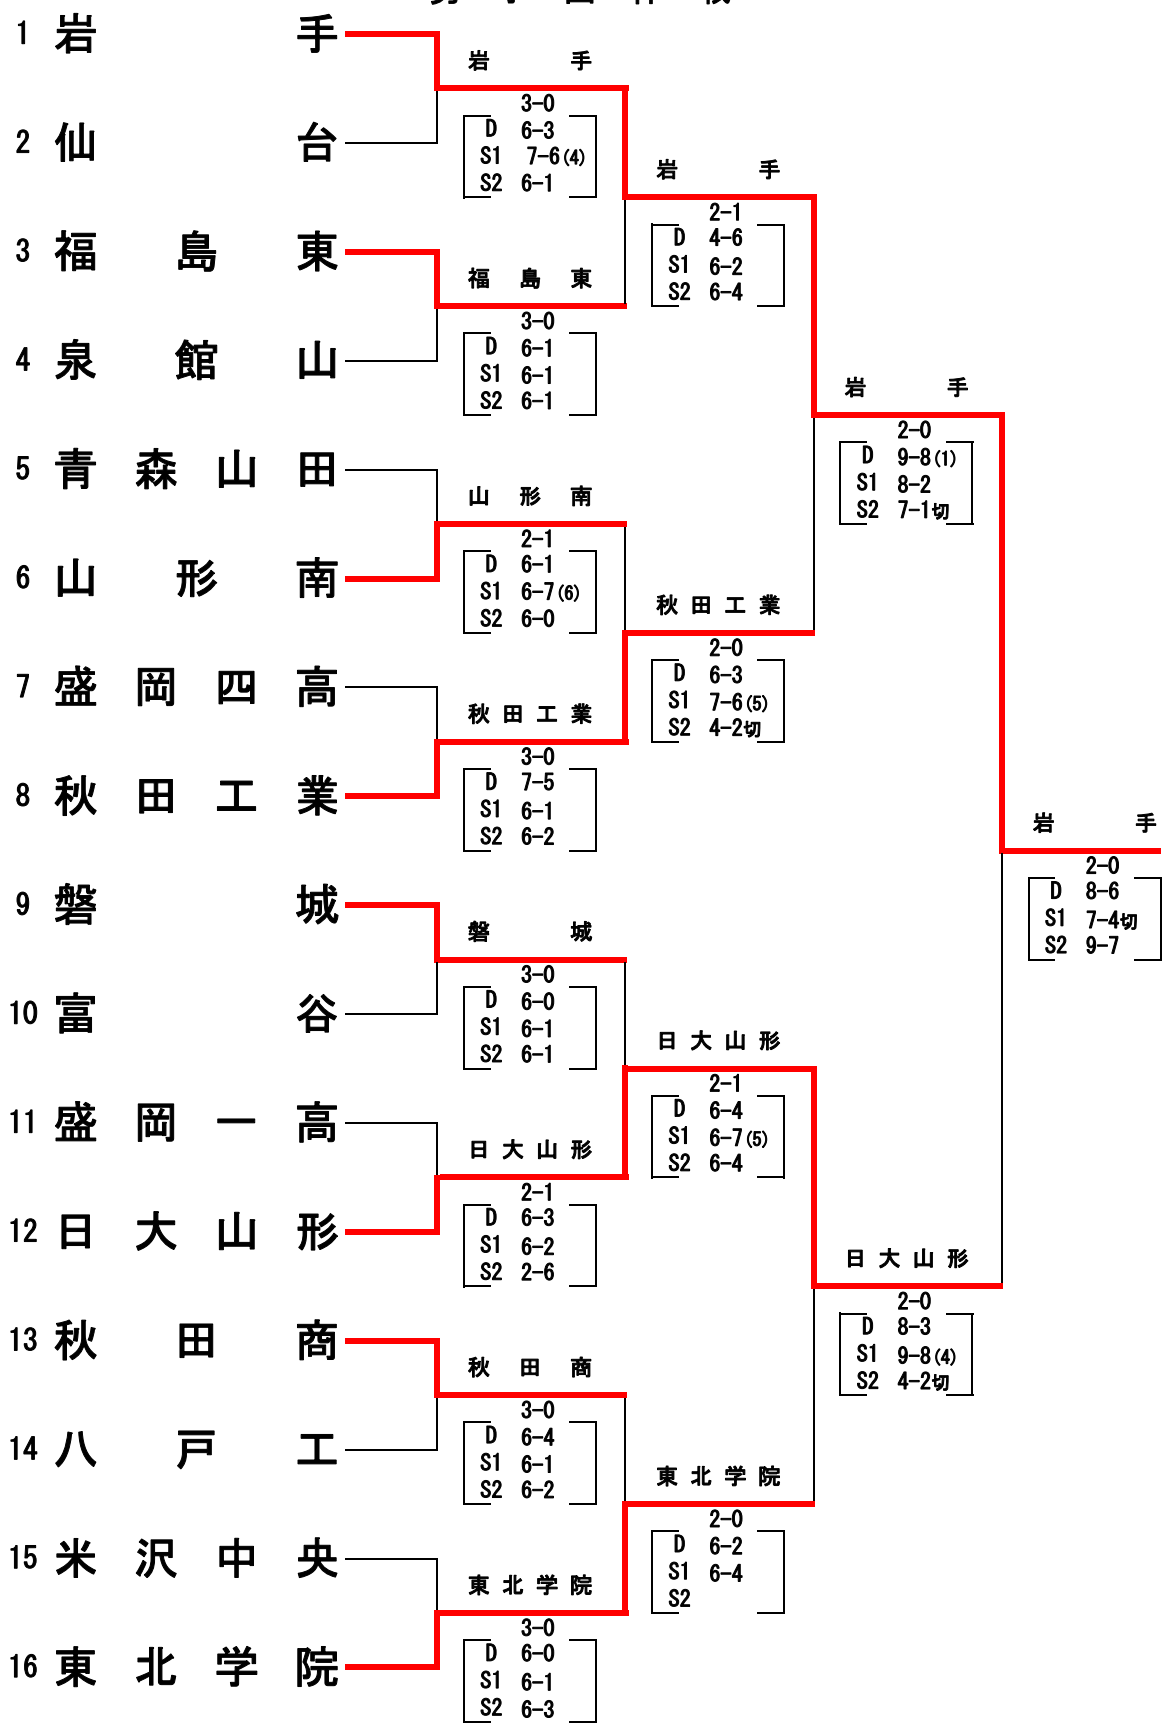 1 岩手
岩手
3-0
D 6-3
S1 7-6(4)
S2 6-1
2 仙台
岩手
2-1
D 4-6
S1 6-2
S2 6-4
3 福島東
福島東
3-0
D 6-1
S1 6-1
S2 6-1
4 泉館山
岩手
2-0
D 9-8(1)
S1 8-2
S2 7-1切
5 青森山田
山形南
2-1
D 6-1
S1 6-7(6)
S2 6-0
6 山形南
秋田工業
2-0
D 6-3
S1 7-6(5)
S2 4-2切
7 盛岡四高
秋田工業
3-0
D 7-5
S1 6-1
S2 6-2
8 秋田工業
岩手
2-0
D 8-6
S1 7-4切
S2 9-7
9 磐城
磐城
3-0
D 6-0
S1 6-1
S2 6-1
10 富谷
日大山形
2-1
D 6-4
S1 6-7(5)
S2 6-4
11 盛岡一高
日大山形
2-1
D 6-3
S1 6-2
S2 2-6
12 日大山形
日大山形
2-0
D 8-3
S1 9-8(4)
S2 4-2切
13 秋田商
秋田商
3-0
D 6-4
S1 6-1
S2 6-2
14 八戸工
東北学院
2-0
D 6-2
S1 6-4
S2
15 米沢中央
東北学院
3-0
D 6-0
S1 6-1
S2 6-3
16 東北学院